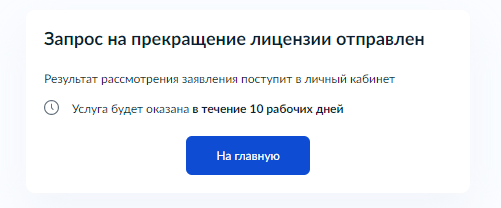 Запрос на прекращение лицензии отправлен
Результат рассмотрения заявления поступит в личный кабинет
Услуга будет оказана в течение 10 рабочих дней
На главную